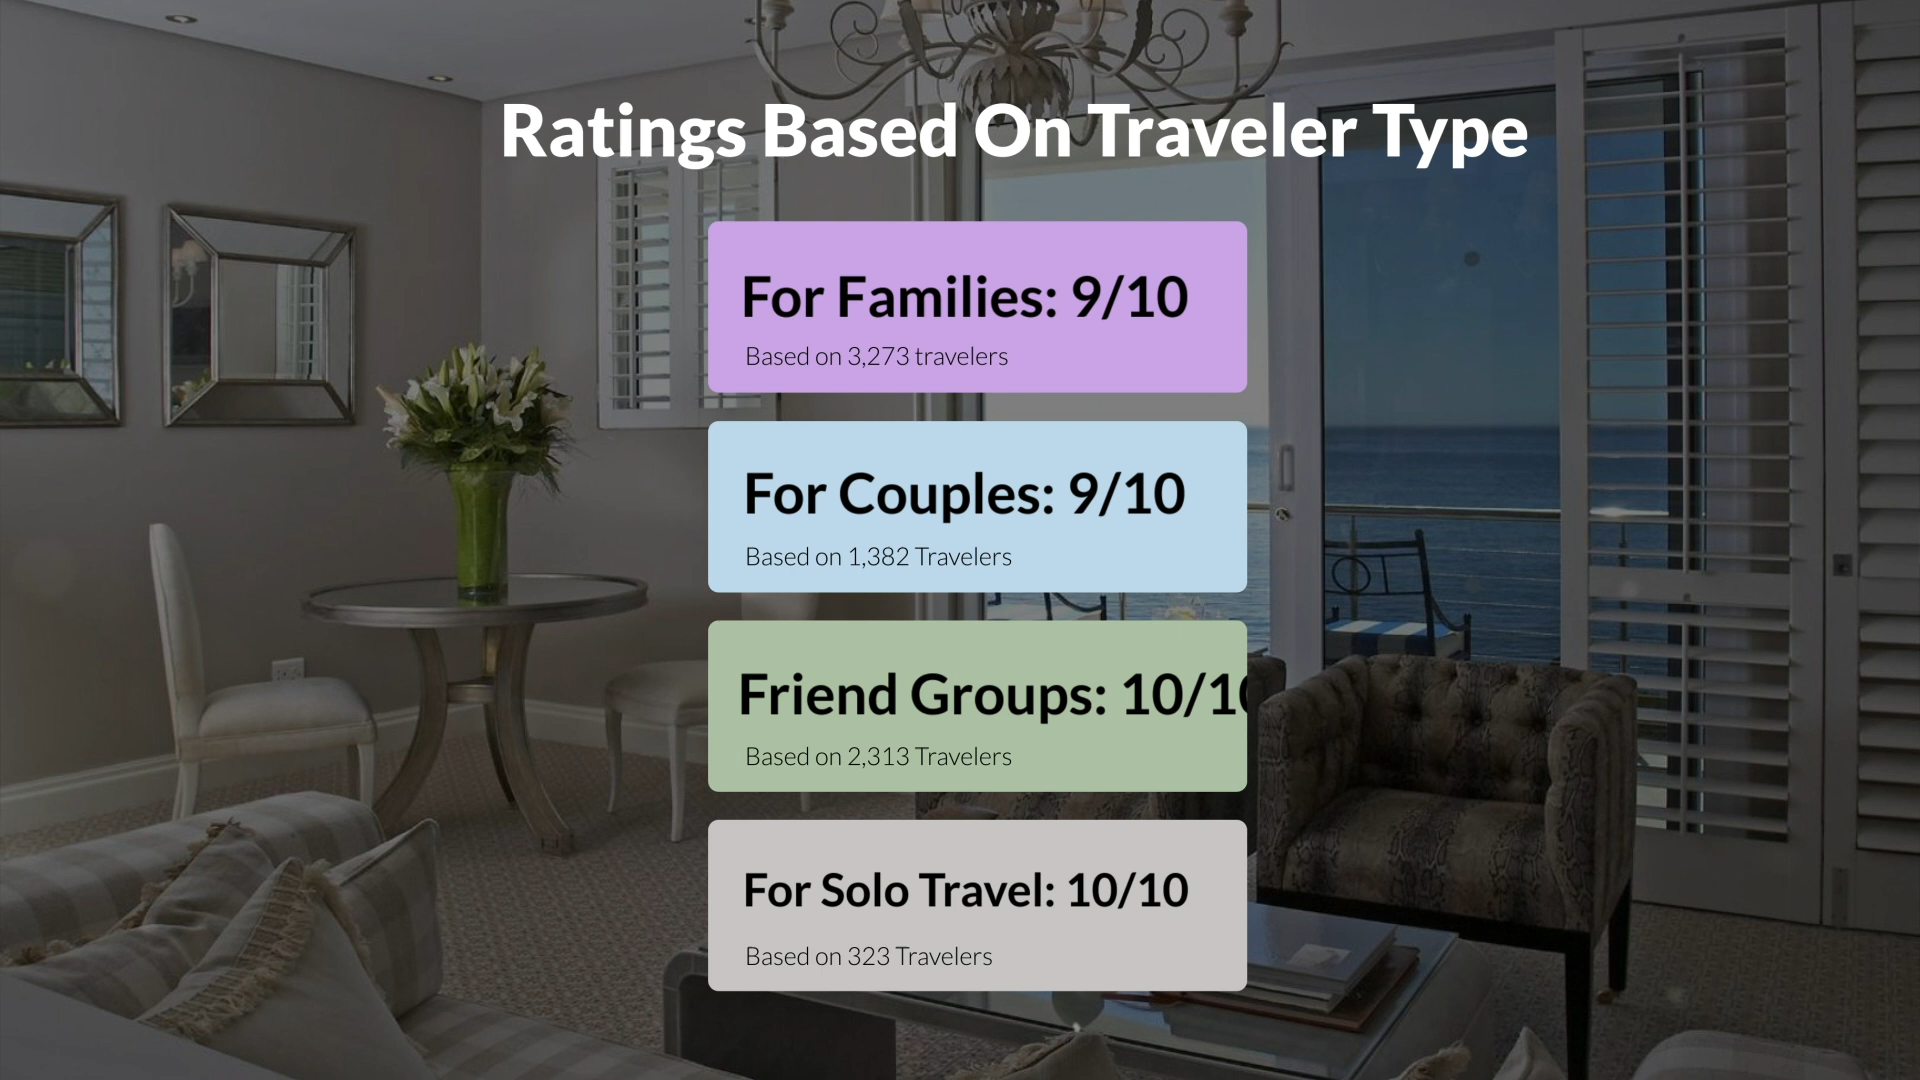 Ratings Based On Traveler Type
For Families: 9/10
Based on 3,273 travelers
For Couples: 9/10
Based on 1,382 Travelers
Friend Groups: 10/10
Based on 2,313 Travelers
For Solo Travel: 10/10
Based on 323 Travelers